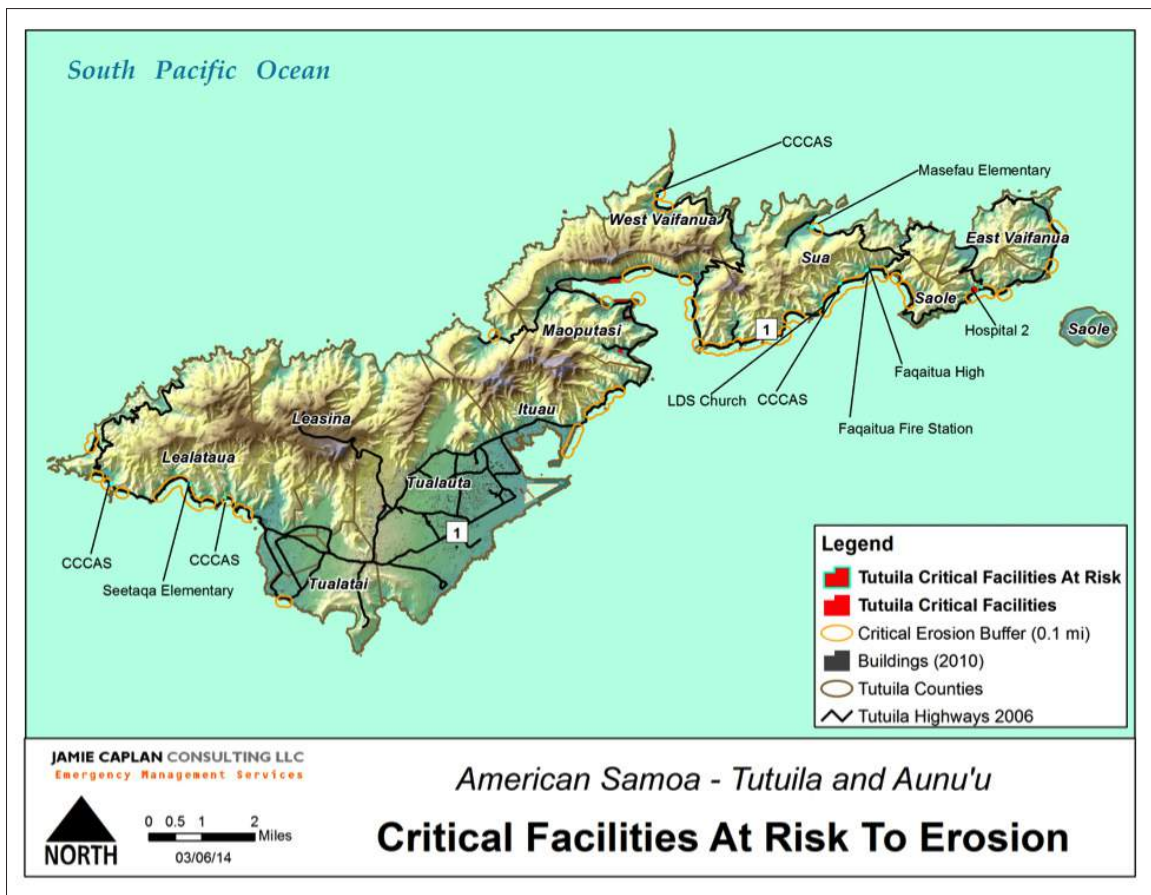 South Pacific Ocean
CCCAS
Masefau Elementary
West Vaifanua
East Vaifanua
Sua
Saole
Maoputasi
1
Saole
Hospital 2
Faqaitua High
LDS Church
CCCAS
Ituau
Leasina
Faqaitua Fire Station
Lealataua
Tualauta
1
CCCAS
CCCAS
Seetaqa Elementary
Tualatai
Legend
Tutuila Critical Facilities At Risk
Tutuila Critical Facilities
Critical Erosion Buffer (0.1 mi)
Buildings (2010)
Tutuila Counties
Tutuila Highways 2006
JAMIE CAPLAN CONSULTING LLC
Emergency Management Services
NORTH
0 0.5 1 2
Miles
03/06/14
American Samoa - Tutuila and Aunu'u
Critical Facilities At Risk To Erosion